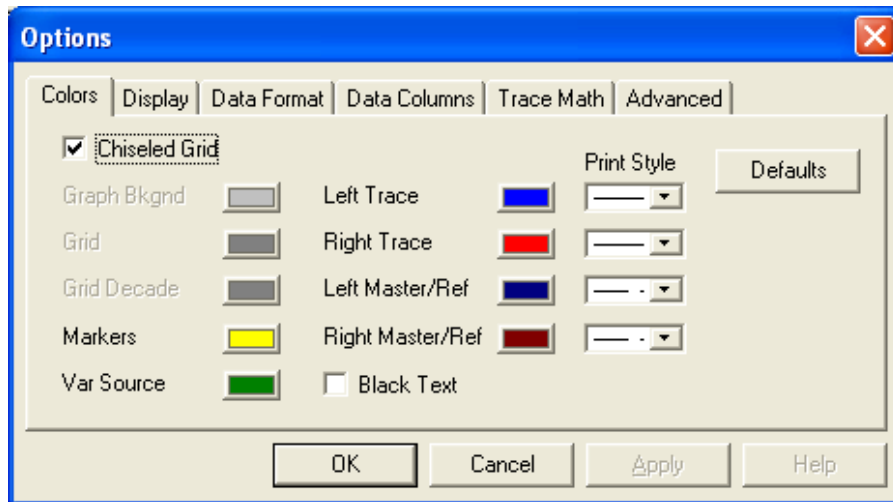 Options
Colors Display Data Format Data Columns Trace Math Advanced
Chiseled Grid
Print Style
Defaults
Graph Bkgnd Left Trace
Grid Right Trace
Grid Decade Left Master/Ref
Markers Right Master/Ref
Var Source Black Text
OK Cancel Apply Help